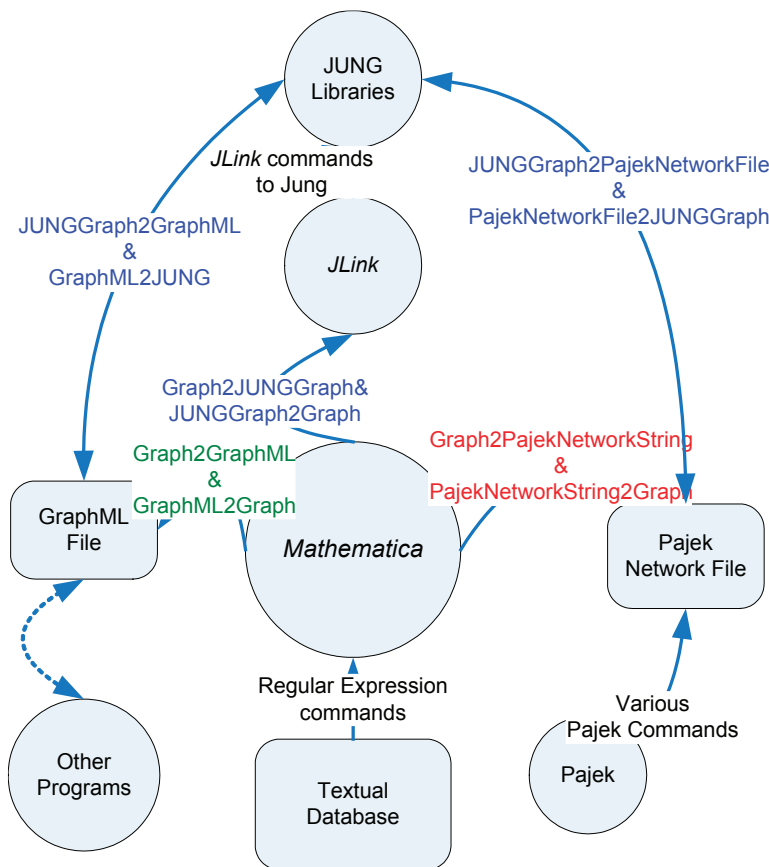 JUNG
Libraries
JLink commands
to Jung
JUNGGraph2PajekNetworkFile
&
PajekNetworkFile2JUNGGraph
JUNGGraph2GraphML
&
GraphML2JUNG
JLink
Graph2JUNGGraph&
JUNGGraph2Graph
Graph2GraphML
&
GraphML2Graph
Graph2PajekNetworkString
&
PajekNetworkString2Graph
GraphML
File
Mathematica
Pajek
Network File
Regular Expression
commands
Various
Pajek Commands
Other
Programs
Textual
Database
Pajek